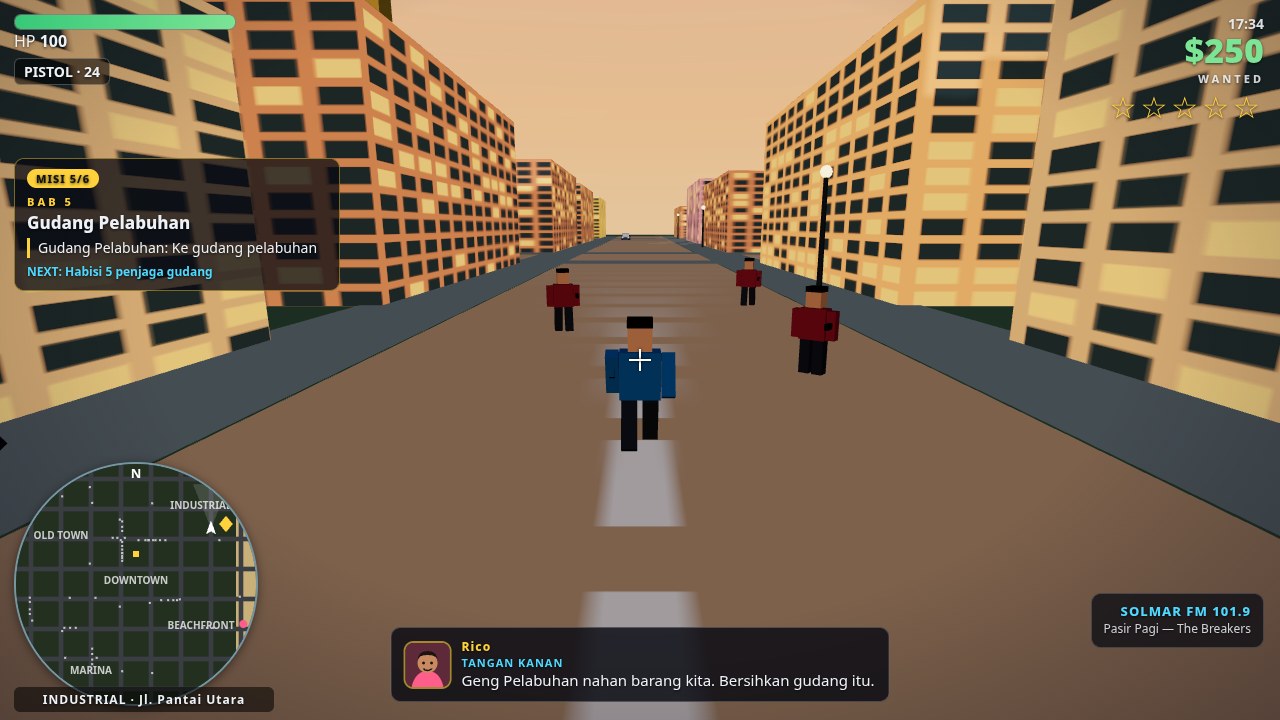 HP 100
PISTOL · 24
17:34
$250
WANTED
MISI 5/6
BAB 5
Gudang Pelabuhan
Gudang Pelabuhan: Ke gudang pelabuhan
NEXT: Habisi 5 penjaga gudang
N
INDUSTRIAL
OLD TOWN
DOWNTOWN
BEACHFRONT
MARINA
INDUSTRIAL · Jl. Pantai Utara
Rico
TANGAN KANAN
Geng Pelabuhan nahan barang kita. Bersihkan gudang itu.
SOLMAR FM 101.9
Pasir Pagi — The Breakers